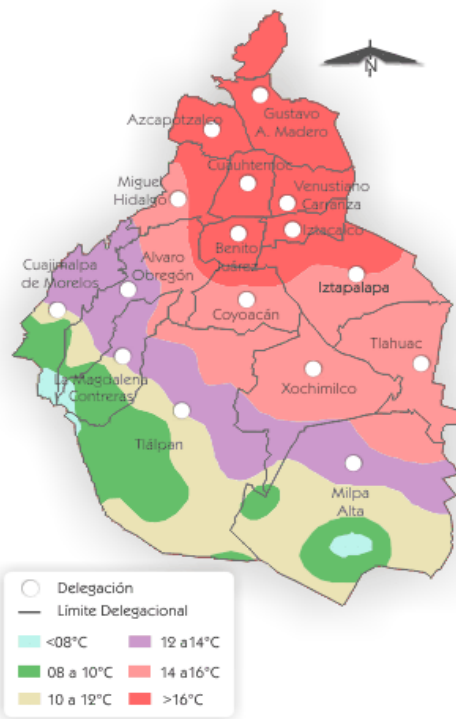 N
Gustavo
A. Madero
Azcapotzalco
Cuauhtemoc
Venustiano
Carranza
Miguel
Hidalgo
Iztacalco
Benito
Juárez
Alvaro
Obregón
Cuajimalpa
de Morelos
Iztapalapa
Coyoacán
Tlahuac
Xochimilco
La Magdalena
Contreras
Tlálpan
Milpa
Alta
Delegación
Límite Delegacional
<08°C
12 a14°C
08 a 10°C
14 a16°C
10 a 12°C
>16°C